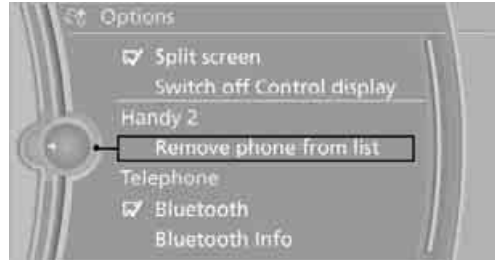 Options
Split screen
Switch off Control display
Handy 2
Remove phone from list
Telephone
Bluetooth
Bluetooth Info